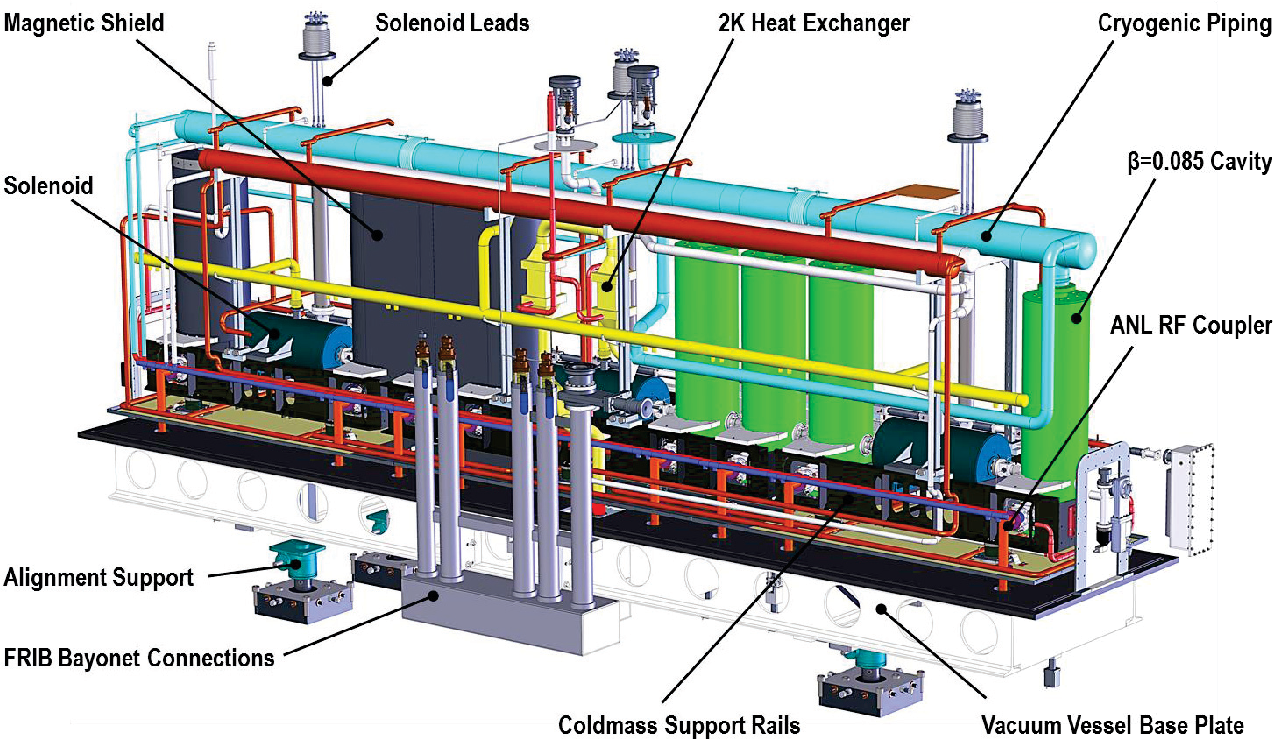 Magnetic Shield
Solenoid Leads
2K Heat Exchanger
Cryogenic Piping
Solenoid
β=0.085 Cavity
ANL RF Coupler
Alignment Support
FRIB Bayonet Connections
Coldmass Support Rails
Vacuum Vessel Base Plate